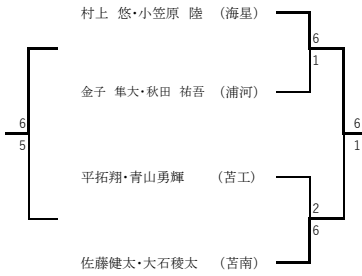 村上　悠・小笠原　陸　（海星）
6
1
金子　隼大・秋田　祐吾　（浦河）
6
5
6
1
平拓翔・青山勇輝　　（苫工）
2
6
佐藤健太・大石稜太　（苫南）